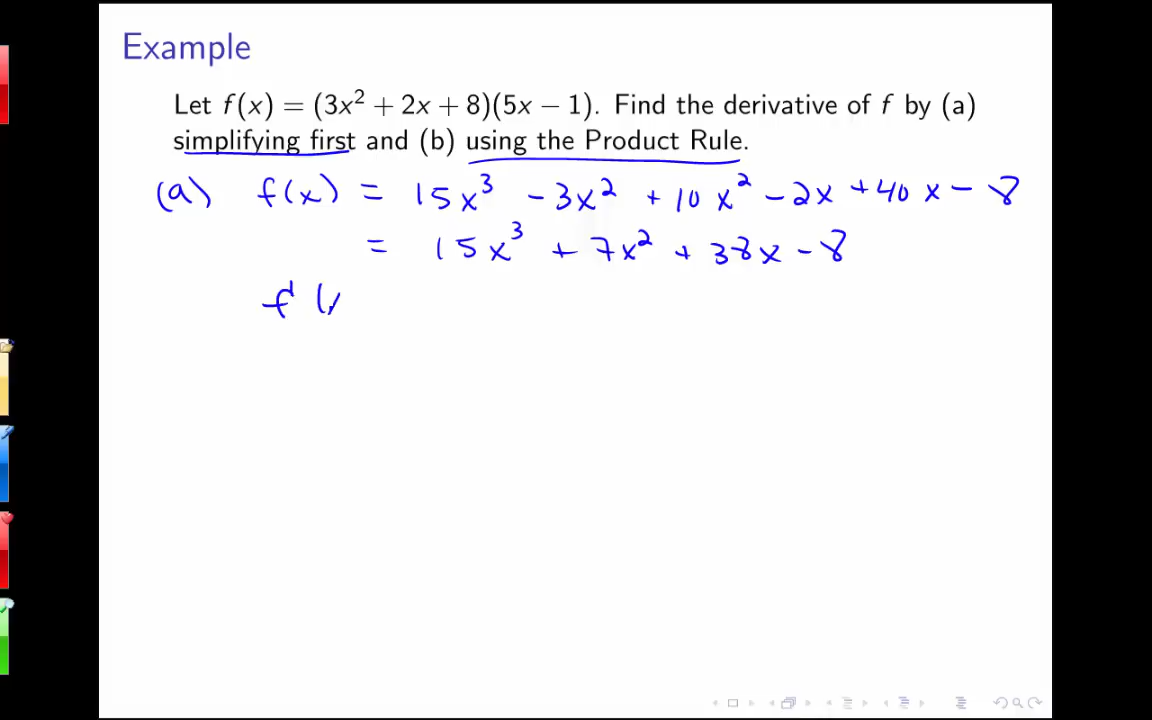 Example
Let f(x) = (3x² + 2x + 8)(5x − 1). Find the derivative of f by (a)
simplifying first and (b) using the Product Rule.
(a) f(x) = 15x³ - 3x² + 10x² - 2x + 40x - 8
= 15x³ + 7x² + 38x - 8
f' (